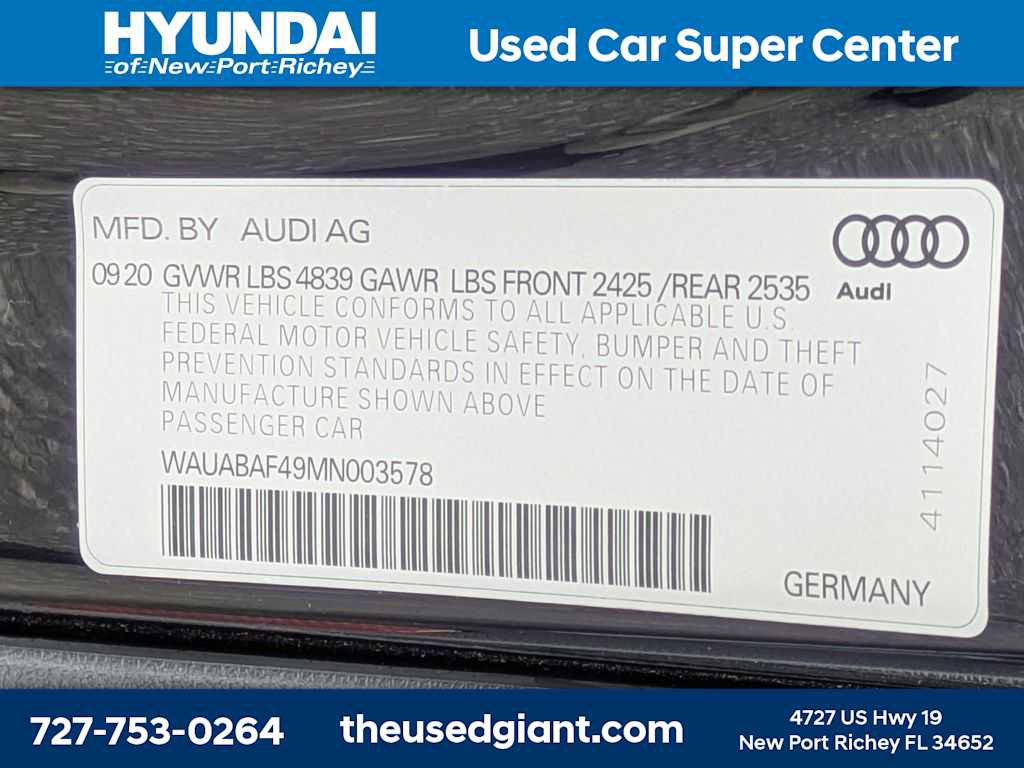 HYUNDAI
of New Port Richey
Used Car Super Center
MFD. BY AUDI AG
09 20 GVWR LBS 4839 GAWR LBS FRONT 2425 /REAR 2535
Audi
THIS VEHICLE CONFORMS TO ALL APPLICABLE U.S.
FEDERAL MOTOR VEHICLE SAFETY, BUMPER AND THEFT
PREVENTION STANDARDS IN EFFECT ON THE DATE OF
MANUFACTURE SHOWN ABOVE
PASSENGER CAR
WAUABAF49MN003578
4114027
GERMANY
727-753-0264
theusedgiant.com
4727 US Hwy 19
New Port Richey FL 34652